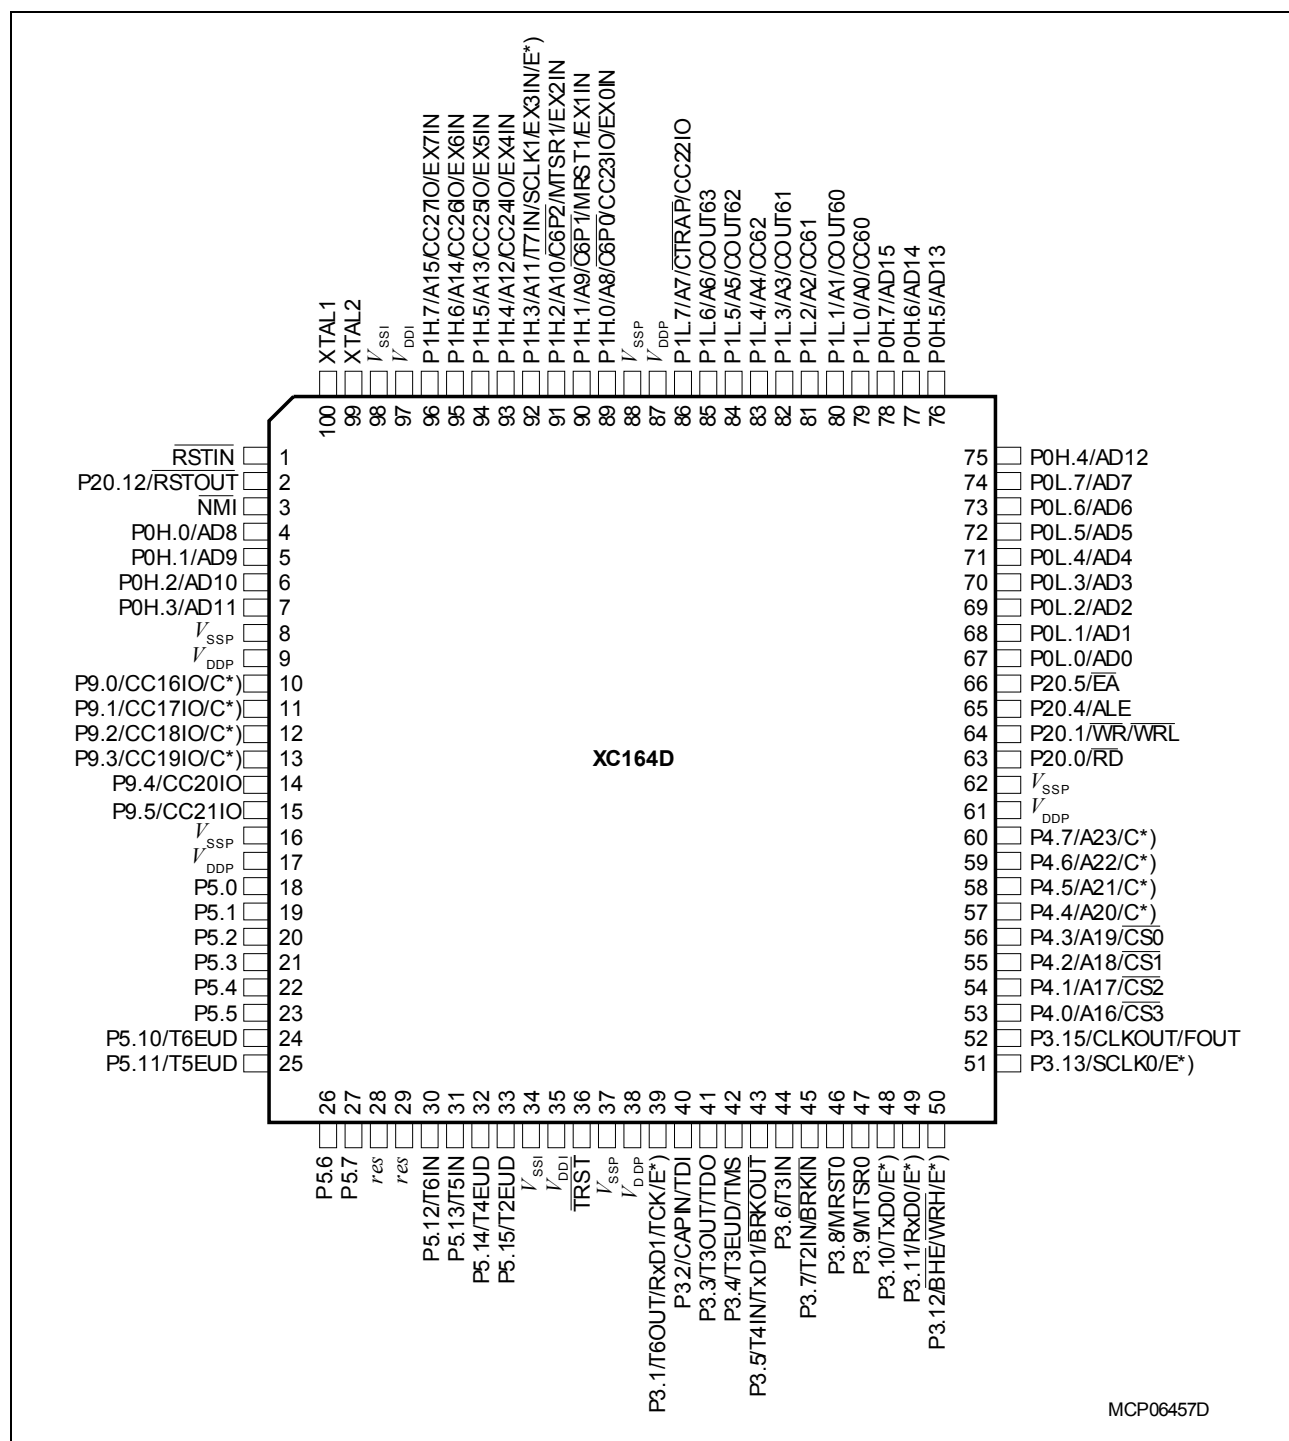 XTAL1
XTAL2
VSSI
VDDI
P1H.7/A15/CC27IO/EX7IN
P1H.6/A14/CC26IO/EX6IN
P1H.5/A13/CC25IO/EX5IN
P1H.4/A12/CC24IO/EX4IN
P1H.3/A11/T7IN/SCLK1/EX3IN/E*)
P1H.2/A10/C6P2/MTSR1/EX2IN
P1H.1/A9/C6P1/MRST1/EX1IN
P1H.0/A8/C6P0/CC23IO/EX0IN
VSSP
VDDP
P1L.7/A7/CTRAP/CC22IO
P1L.6/A6/COUT63
P1L.5/A5/COUT62
P1L.4/A4/CC62
P1L.3/A3/COUT61
P1L.2/A2/CC61
P1L.1/A1/COUT60
P1L.0/A0/CC60
P0H.7/AD15
P0H.6/AD14
P0H.5/AD13
100
99
98
97
96
95
94
93
92
91
90
89
88
87
86
85
84
83
82
81
80
79
78
77
76
RSTIN 1
P20.12/RSTOUT 2
NMI 3
P0H.0/AD8 4
P0H.1/AD9 5
P0H.2/AD10 6
P0H.3/AD11 7
VSSP 8
VDDP 9
P9.0/CC16IO/C*) 10
P9.1/CC17IO/C*) 11
P9.2/CC18IO/C*) 12
P9.3/CC19IO/C*) 13
P9.4/CC20IO 14
P9.5/CC21IO 15
VSSP 16
VDDP 17
P5.0 18
P5.1 19
P5.2 20
P5.3 21
P5.4 22
P5.5 23
P5.10/T6EUD 24
P5.11/T5EUD 25
XC164D
75 P0H.4/AD12
74 P0L.7/AD7
73 P0L.6/AD6
72 P0L.5/AD5
71 P0L.4/AD4
70 P0L.3/AD3
69 P0L.2/AD2
68 P0L.1/AD1
67 P0L.0/AD0
66 P20.5/EA
65 P20.4/ALE
64 P20.1/WR/WRL
63 P20.0/RD
62 VSSP
61 VDDP
60 P4.7/A23/C*)
59 P4.6/A22/C*)
58 P4.5/A21/C*)
57 P4.4/A20/C*)
56 P4.3/A19/CS0
55 P4.2/A18/CS1
54 P4.1/A17/CS2
53 P4.0/A16/CS3
52 P3.15/CLKOUT/FOUT
51 P3.13/SCLK0/E*)
26
27
28
29
30
31
32
33
34
35
36
37
38
39
40
41
42
43
44
45
46
47
48
49
50
P5.6
P5.7
res
res
P5.12/T6IN
P5.13/T5IN
P5.14/T4EUD
P5.15/T2EUD
VSSI
VDDI
TRST
VSSP
VDDP
P3.1/T6OUT/RxD1/TCK/E*)
P3.2/CAPIN/TDI
P3.3/T3OUT/TDO
P3.4/T3EUD/TMS
P3.5/T4IN/TxD1/BRKOUT
P3.6/T3IN
P3.7/T2IN/BRKIN
P3.8/MRST0
P3.9/MTSR0
P3.10/TxD0/E*)
P3.11/RxD0/E*)
P3.12/BHE/WRH/E*)
MCP06457D